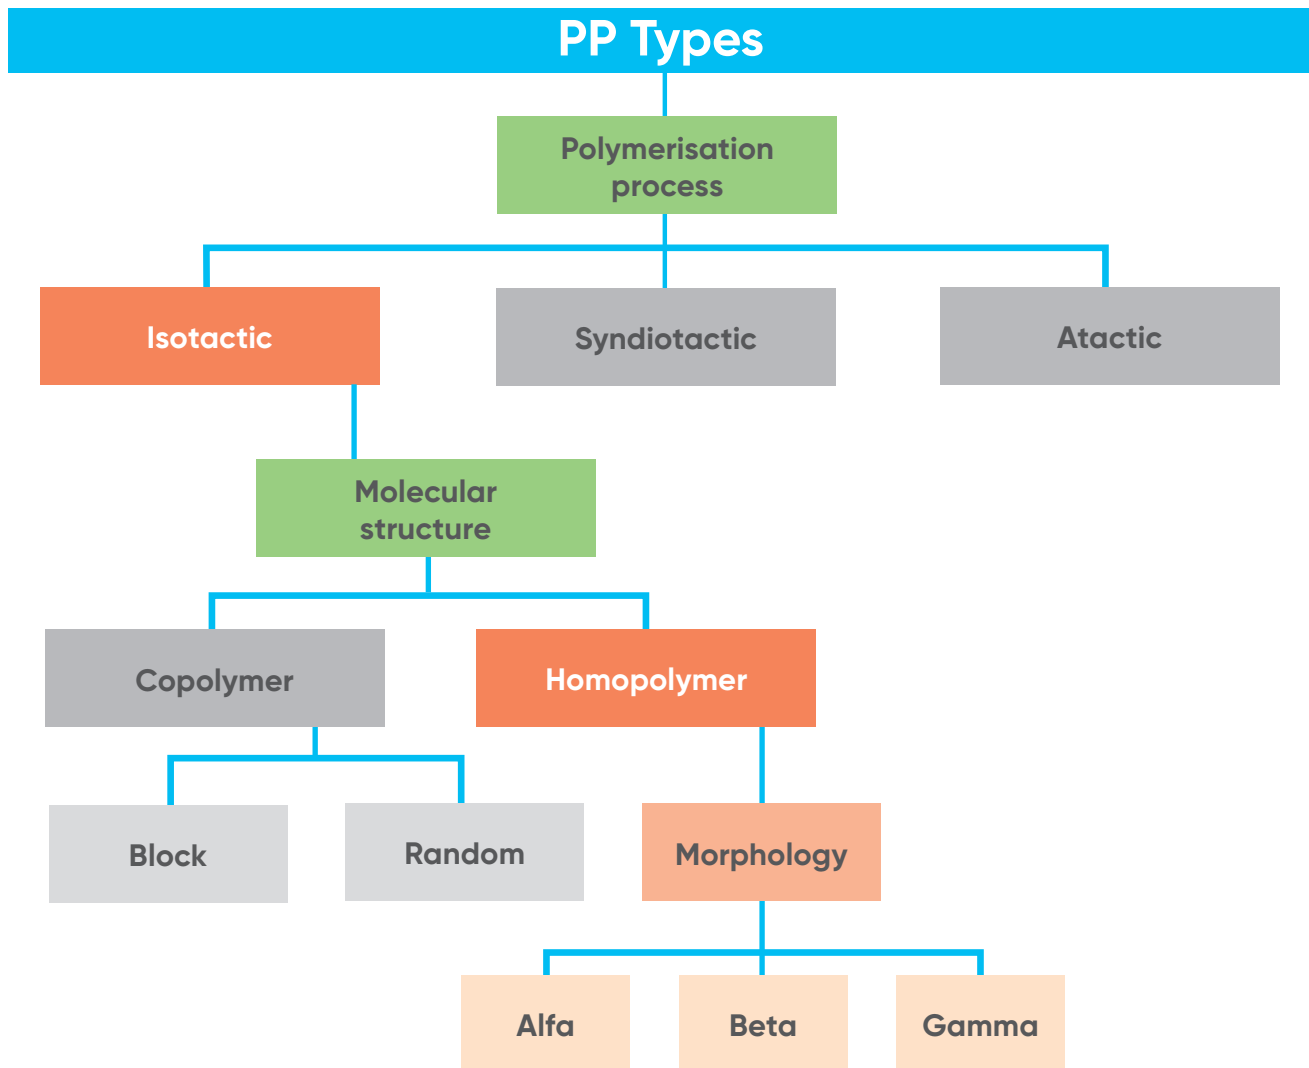 PP Types
Polymerisation
process
Isotactic
Syndiotactic
Atactic
Molecular
structure
Copolymer
Homopolymer
Block
Random
Morphology
Alfa
Beta
Gamma